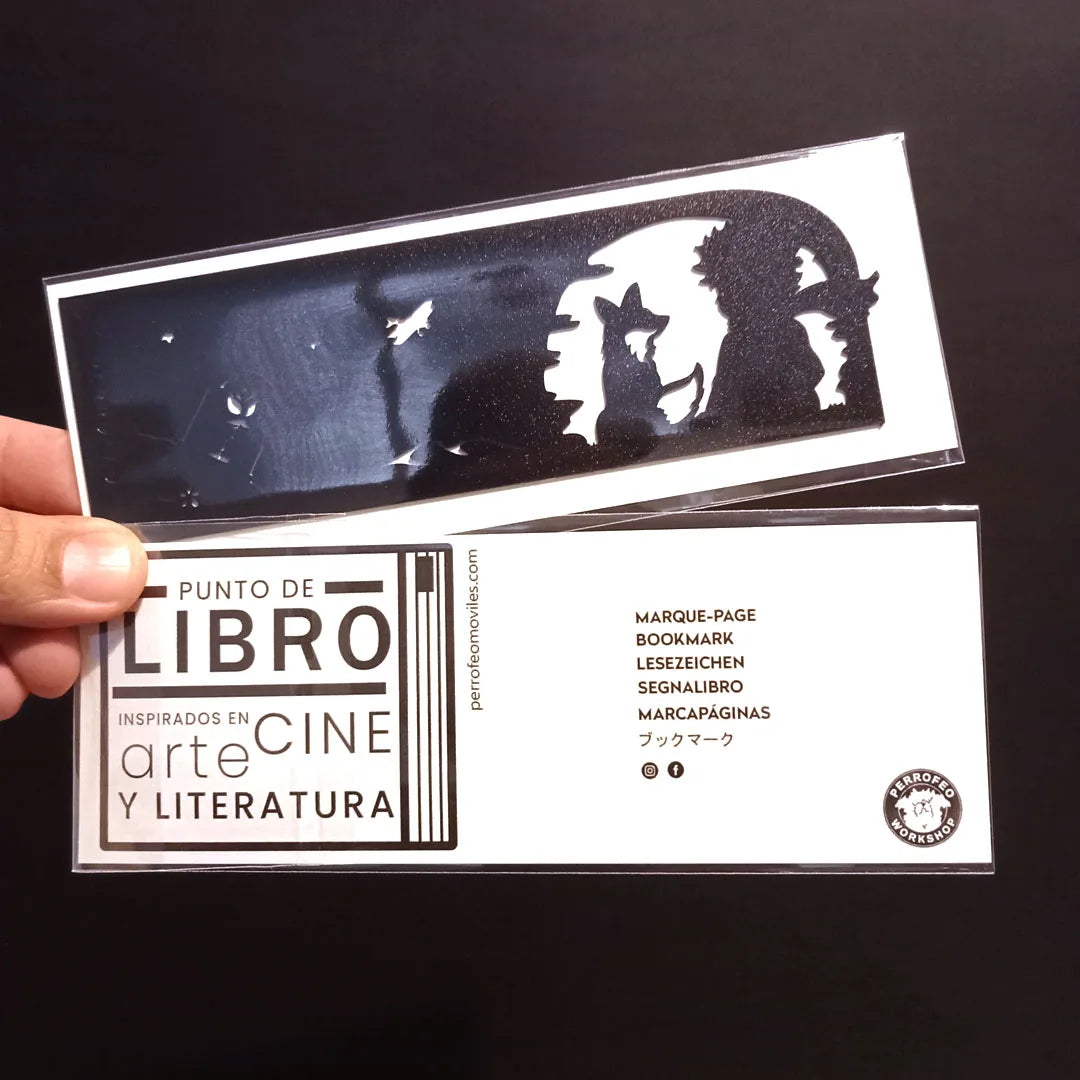 PUNTO DE
LIBRO
INSPIRADOS EN CINE
arte
Y LITERATURA
perrofeomoviles.com
MARQUE-PAGE
BOOKMARK
LESEZEICHEN
SEGNALIBRO
MARCAPÁGINAS
ブックマーク
PERROFEO
WORKSHOP